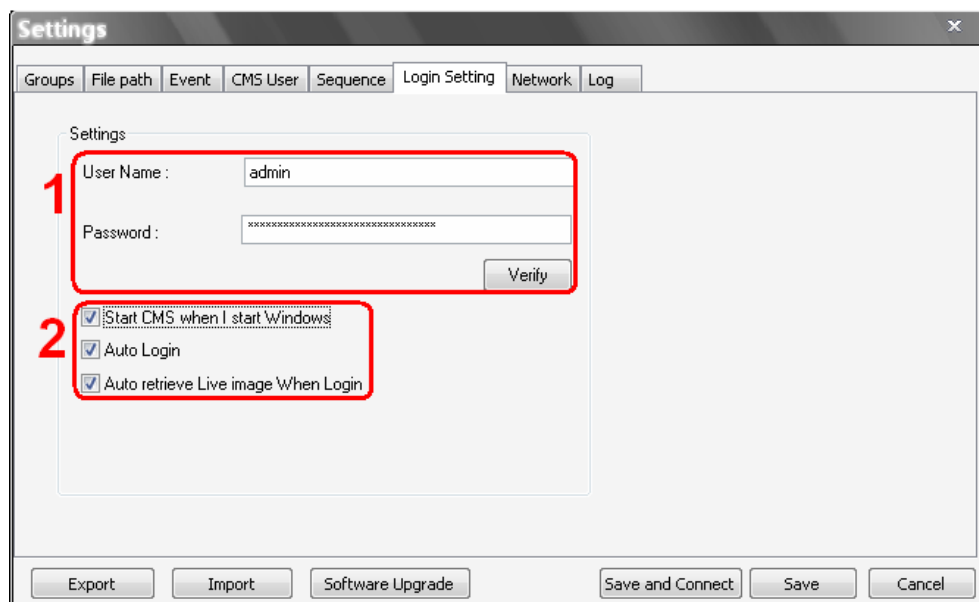 Settings
Groups File path Event CMS User Sequence Login Setting Network Log
Settings
1
User Name : admin
Password : ********************************
Verify
2
Start CMS when I start Windows
Auto Login
Auto retrieve Live image When Login
Export Import Software Upgrade Save and Connect Save Cancel